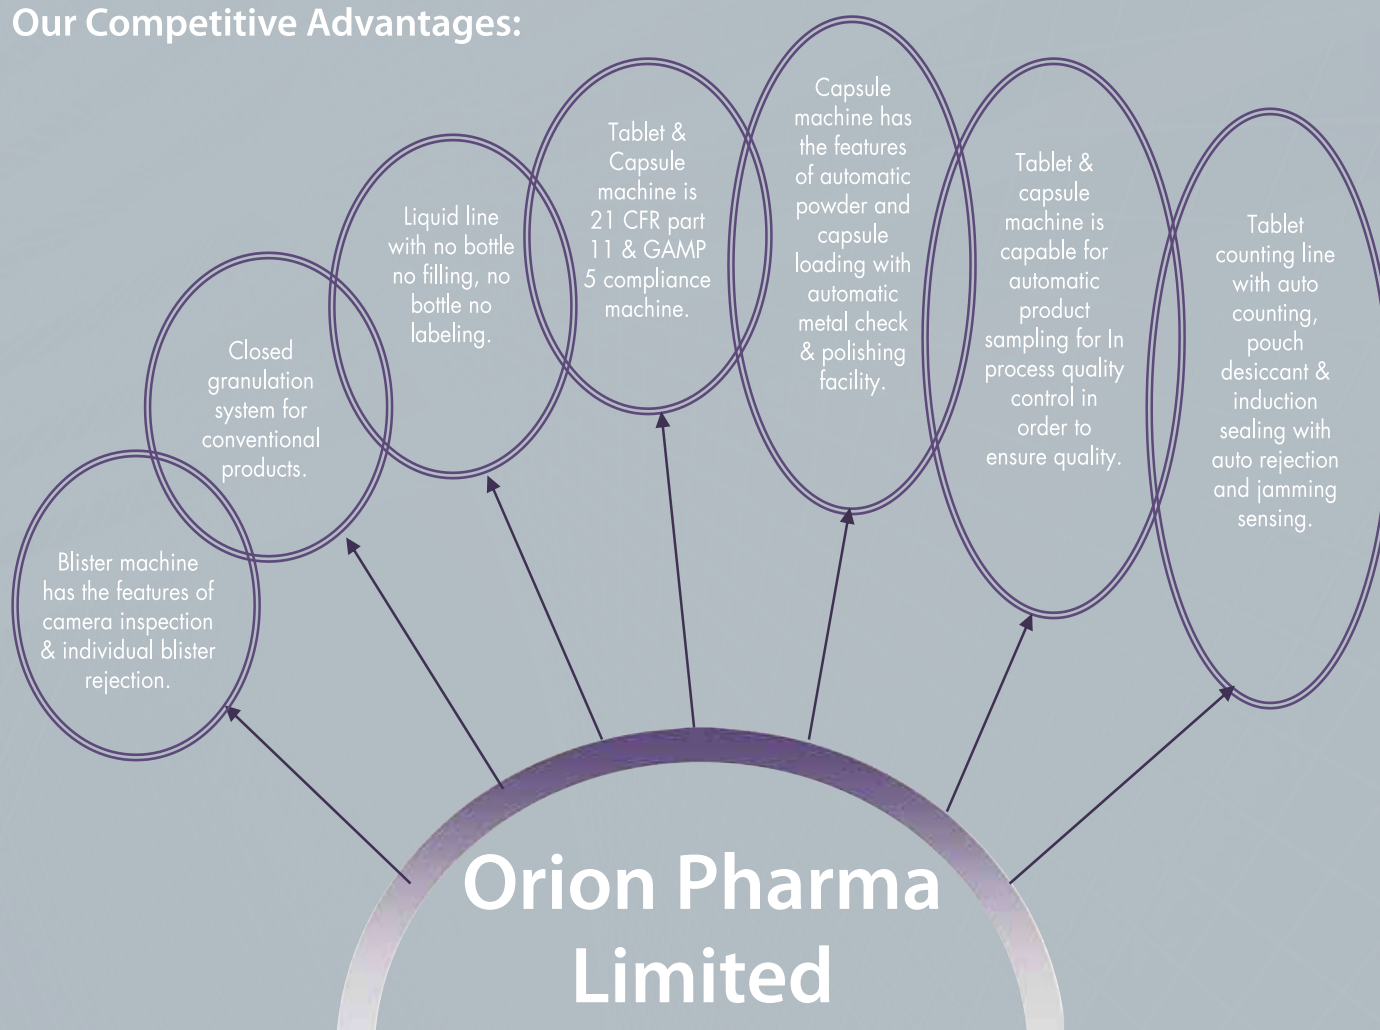 Our Competitive Advantages:
Blister machine
has the features of
camera inspection
& individual blister
rejection.
Closed
granulation
system for
conventional
products.
Liquid line
with no bottle
no filling, no
bottle no
labeling.
Tablet &
Capsule
machine is
21 CFR part
11 & GAMP
5 compliance
machine.
Capsule
machine has
the features
of automatic
powder and
capsule
loading with
automatic
metal check
& polishing
facility.
Tablet &
capsule
machine is
capable for
automatic
product
sampling for In
process quality
control in
order to
ensure quality.
Tablet
counting line
with auto
counting,
pouch
desiccant &
induction
sealing with
auto rejection
and jamming
sensing.
Orion Pharma
Limited